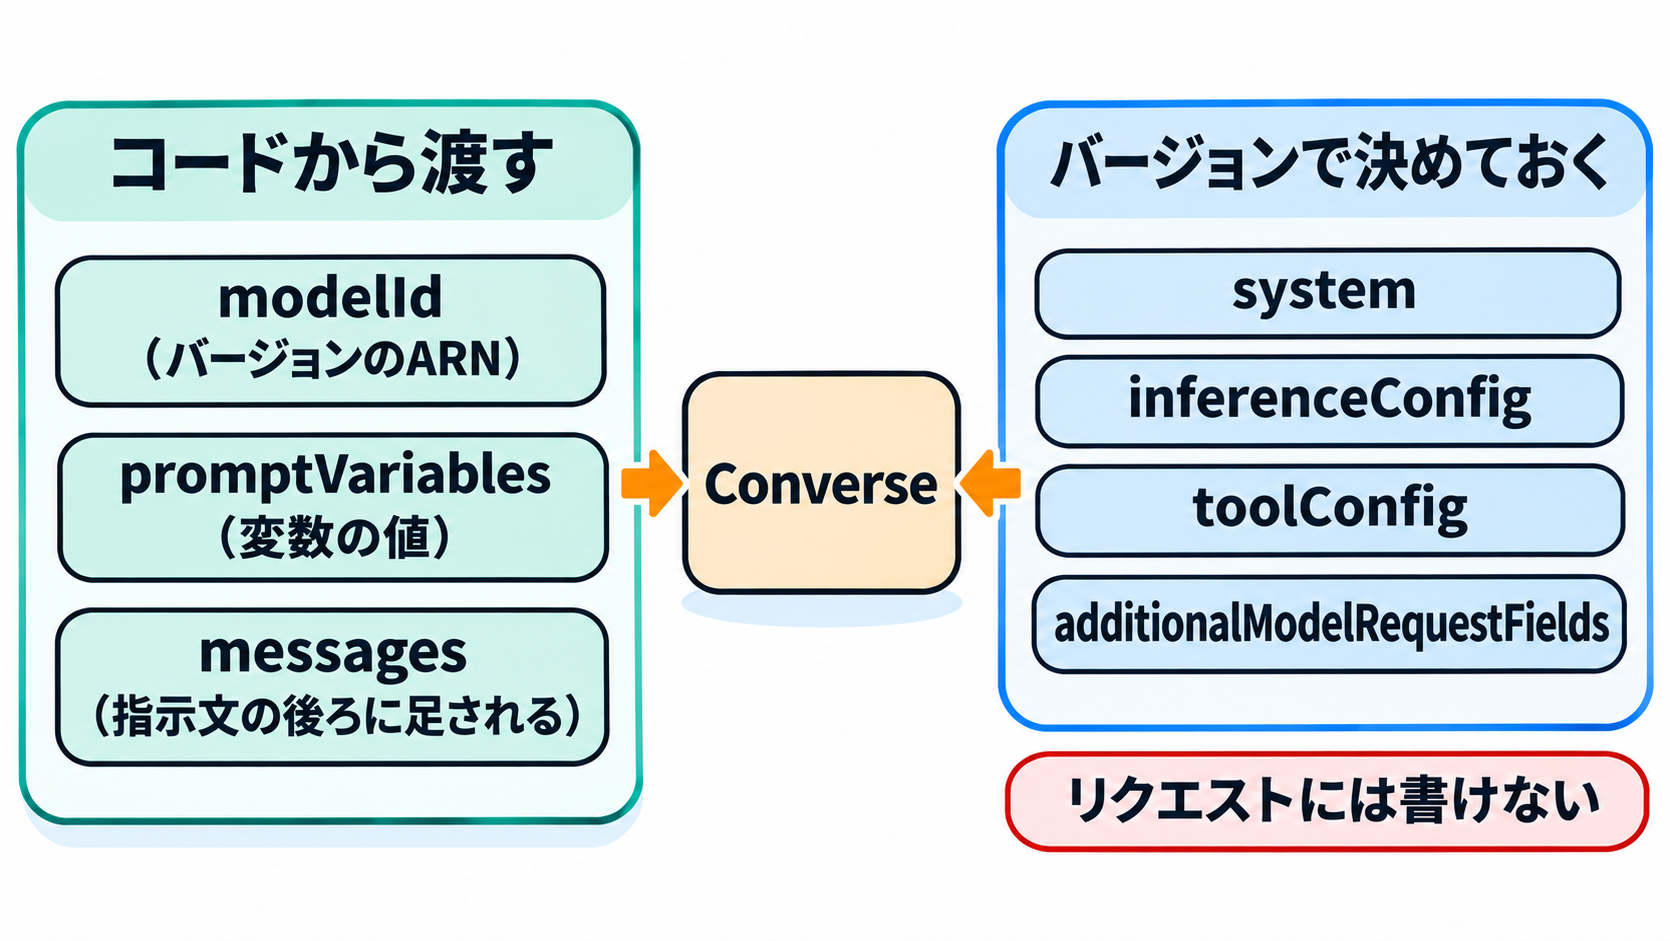 コードから渡す
modelId
（バージョンのARN）
promptVariables
（変数の値）
messages
（指示文の後ろに足される）
Converse
バージョンで決めておく
system
inferenceConfig
toolConfig
additionalModelRequestFields
リクエストには書けない